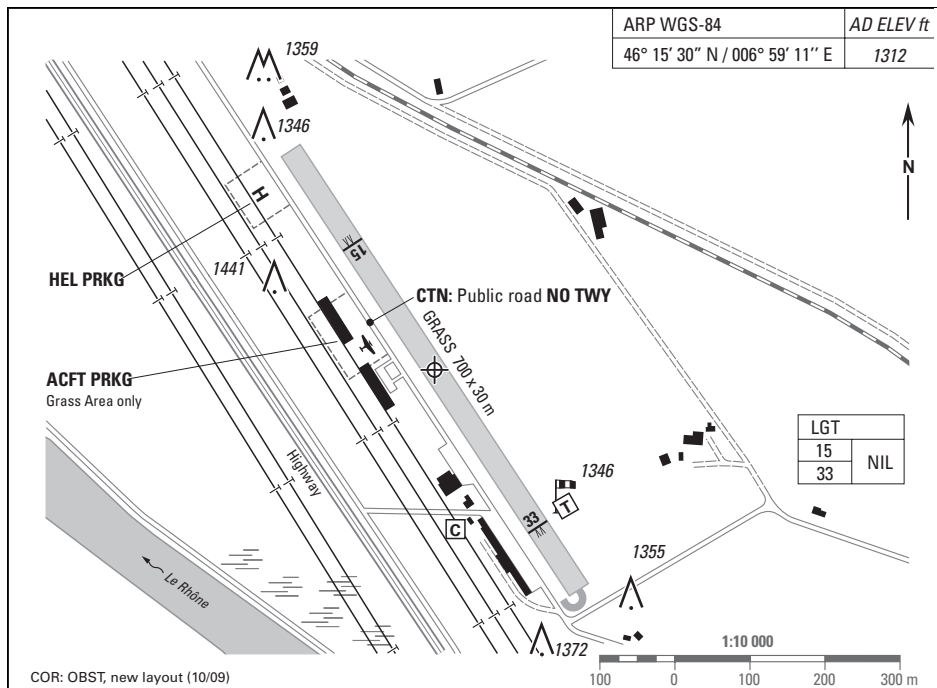 ARP WGS-84
AD ELEV ft
46° 15′ 30″ N / 006° 59′ 11″ E
1312
1359
1346
N
H
15
1441
HEL PRKG
CTN: Public road NO TWY
GRASS 700 x 30 m
ACFT PRKG
Grass Area only
LGT
15
33
NIL
Highway
1346
T
33
C
1355
Le Rhône
1372
1:10 000
COR: OBST, new layout (10/09)
100 0 100 200 300 m